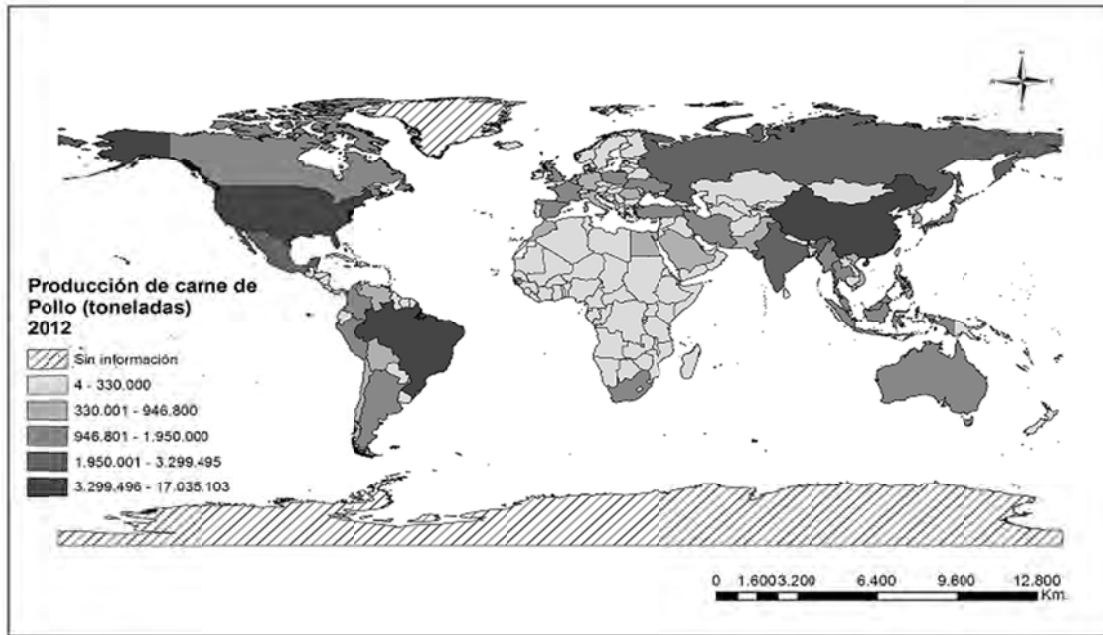 N
E
Producción de carne de
Pollo (toneladas)
2012
Sin información
4 - 330.000
330.001 - 946.800
946.801 - 1.950.000
1.950.001 - 3.299.495
3.299.496 - 17.035.103
0 1.600 3.200 6.400 9.600 12.800
Km.